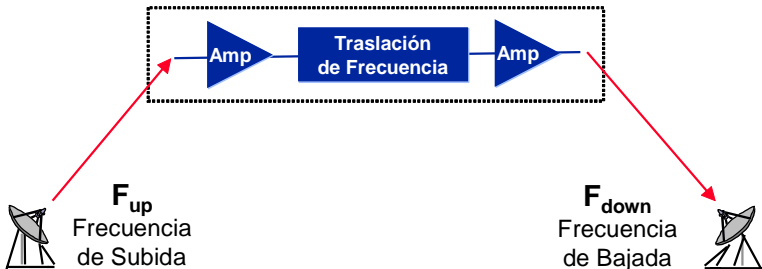 Amp
Traslación
de Frecuencia
Amp
Fup
Frecuencia
de Subida
Fdown
Frecuencia
de Bajada